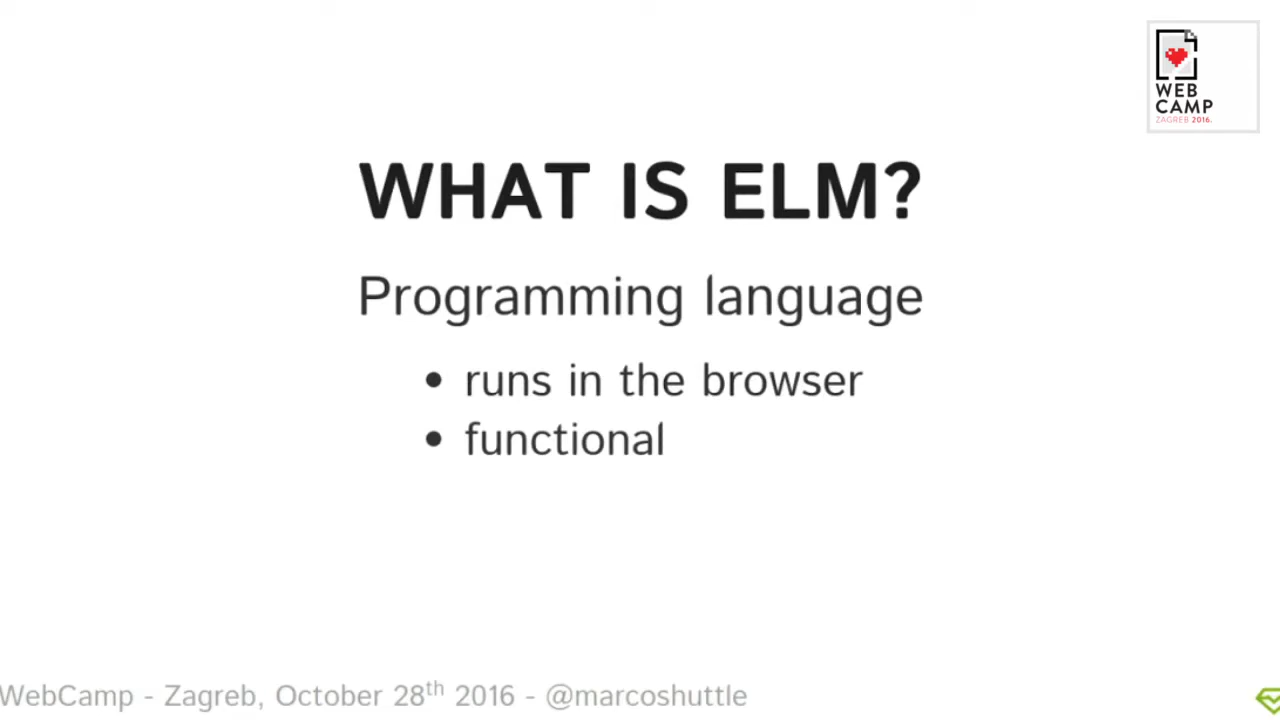 WEB
CAMP
ZAGREB 2016.
WHAT IS ELM?
Programming language
• runs in the browser
• functional
WebCamp - Zagreb, October 28th 2016 - @marcoshuttle